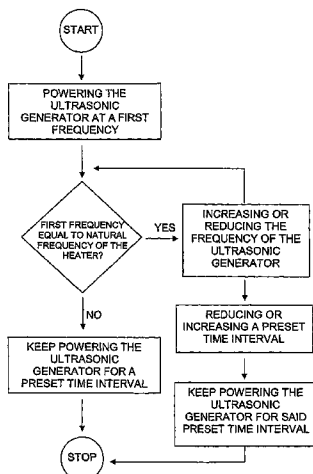 START
POWERING THE
ULTRASONIC
GENERATOR AT A FIRST
FREQUENCY
FIRST FREQUENCY
EQUAL TO NATURAL
FREQUENCY OF THE
HEATER?
YES
INCREASING OR
REDUCING THE
FREQUENCY OF THE
ULTRASONIC
GENERATOR
NO
REDUCING OR
INCREASING A PRESET
TIME INTERVAL
KEEP POWERING THE
ULTRASONIC
GENERATOR FOR A
PRESET TIME INTERVAL
KEEP POWERING THE
ULTRASONIC
GENERATOR FOR SAID
PRESET TIME INTERVAL
STOP